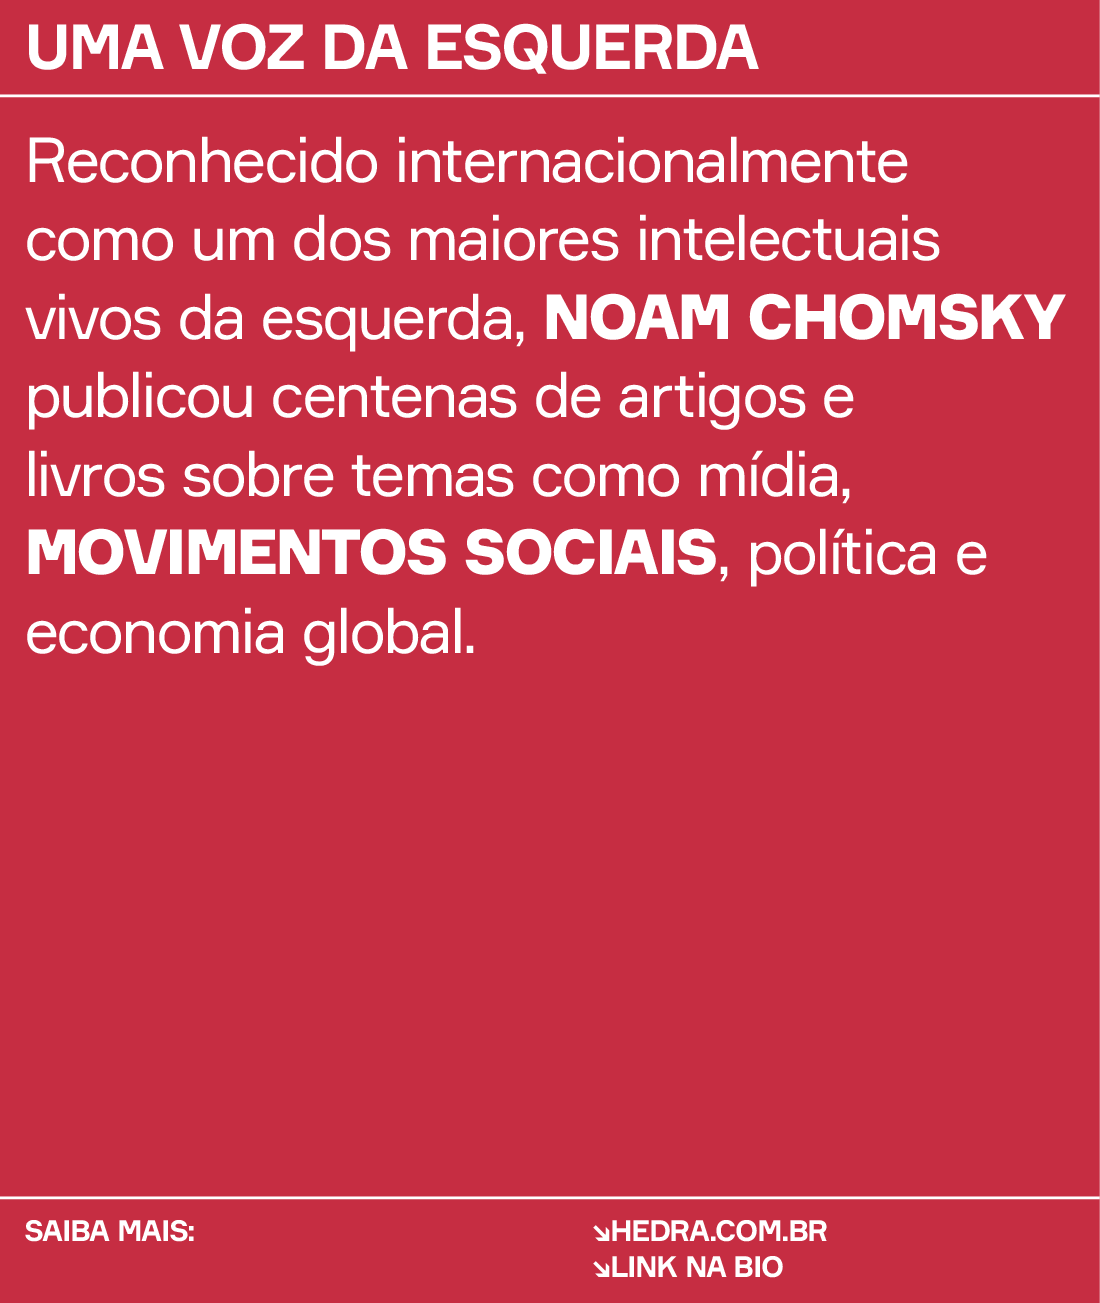 UMA VOZ DA ESQUERDA
Reconhecido internacionalmente
como um dos maiores intelectuais
vivos da esquerda, NOAM CHOMSKY
publicou centenas de artigos e
livros sobre temas como mídia,
MOVIMENTOS SOCIAIS, política e
economia global.
SAIBA MAIS:
↘HEDRA.COM.BR
↘LINK NA BIO